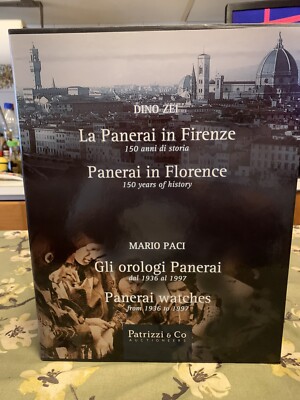 DINO ZEI
La Panerai in Firenze
150 anni di storia
Panerai in Florence
150 years of history
MARIO PACI
Gli orologi Panerai
dal 1936 al 1997
Panerai watches
from 1936 to 1997
Patrizzi & Co
AUCTIONEERS